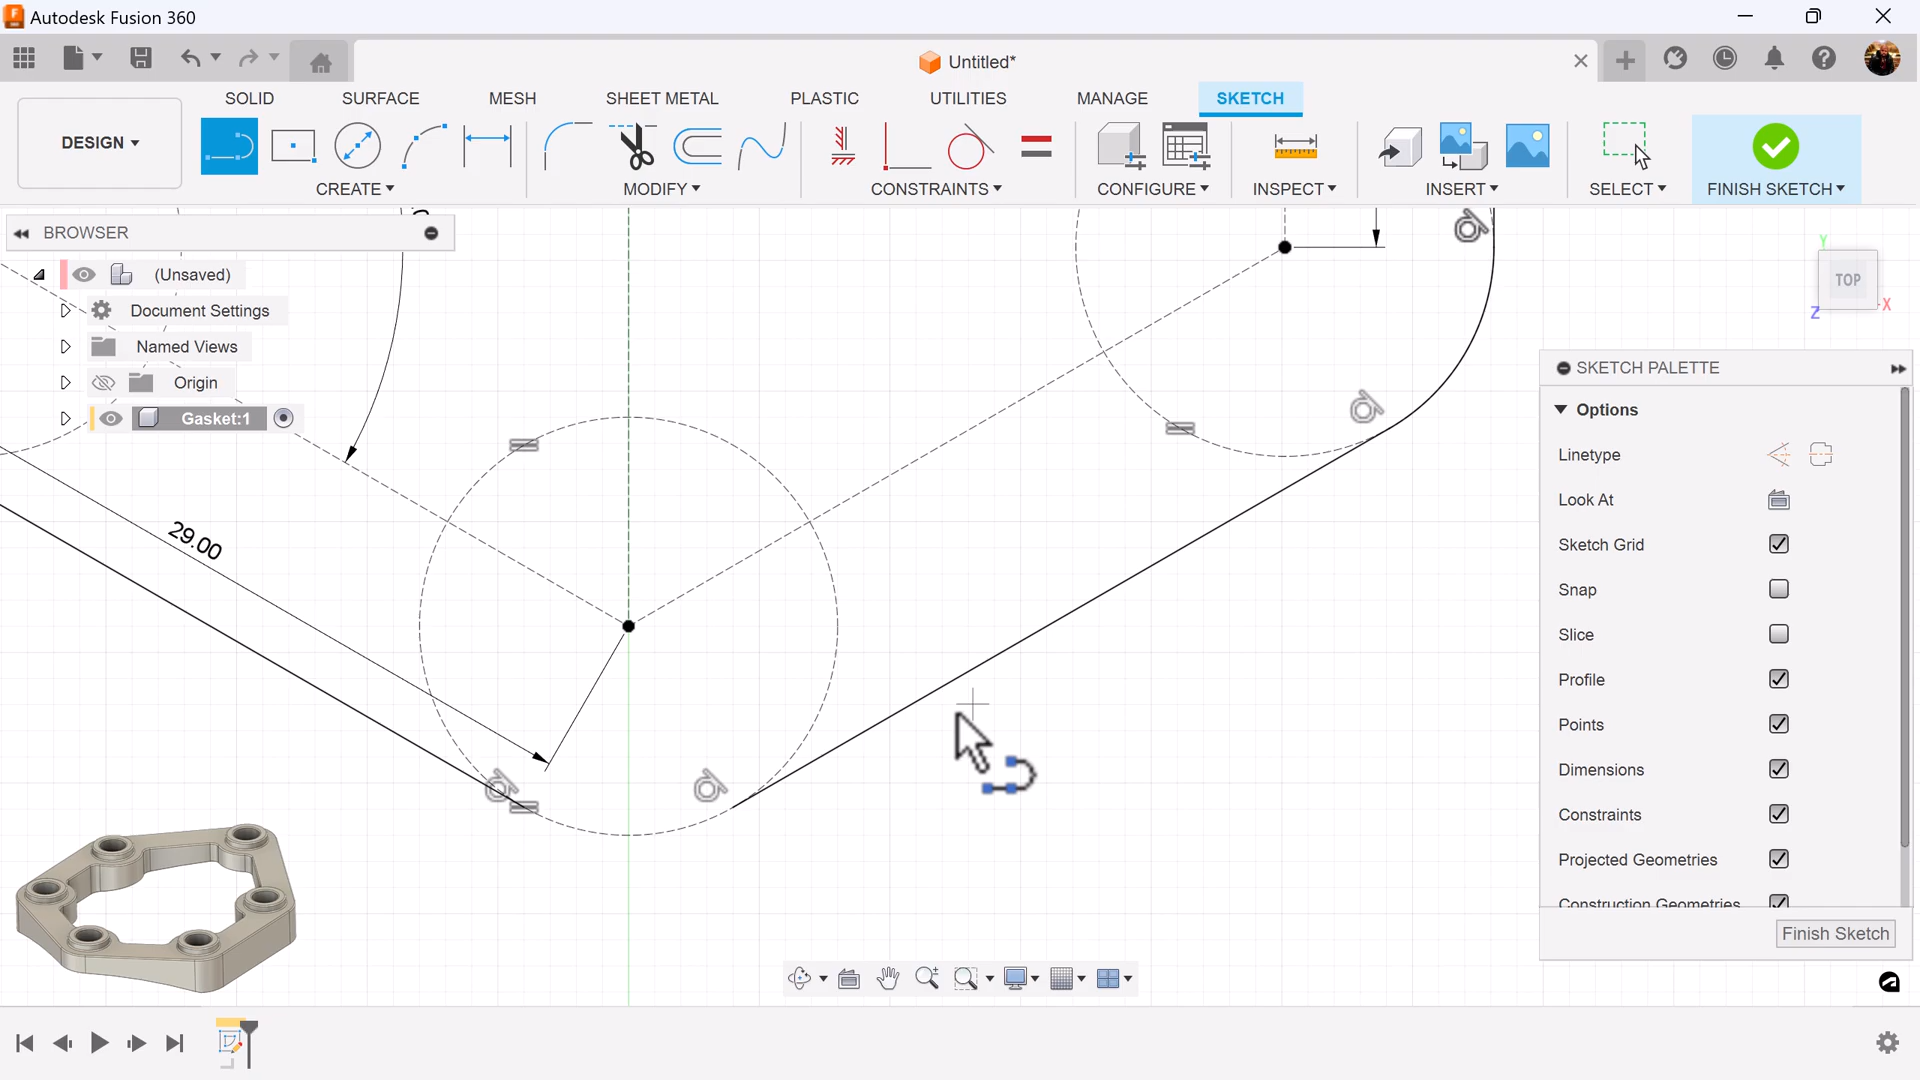 Autodesk Fusion 360
Untitled*
SOLID SURFACE MESH SHEET METAL PLASTIC UTILITIES MANAGE SKETCH
DESIGN
CREATE MODIFY CONSTRAINTS CONFIGURE INSPECT INSERT SELECT FINISH SKETCH
BROWSER
(Unsaved)
Document Settings
Named Views
Origin
Gasket:1
29.00
Y
TOP
X
Z
SKETCH PALETTE
Options
Linetype
Look At
Sketch Grid
Snap
Slice
Profile
Points
Dimensions
Constraints
Projected Geometries
Construction Geometries
Finish Sketch